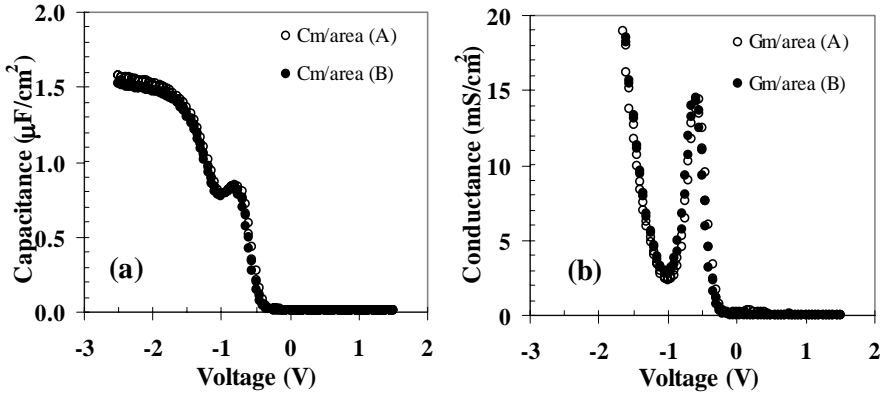 Capacitance (μF/cm²)
2.0
1.5
1.0
0.5
0.0
Cm/area (A)
Cm/area (B)
(a)
-3 -2 -1 0 1 2
Voltage (V)
Conductance (mS/cm²)
20
15
10
5
0
Gm/area (A)
Gm/area (B)
(b)
-3 -2 -1 0 1 2
Voltage (V)